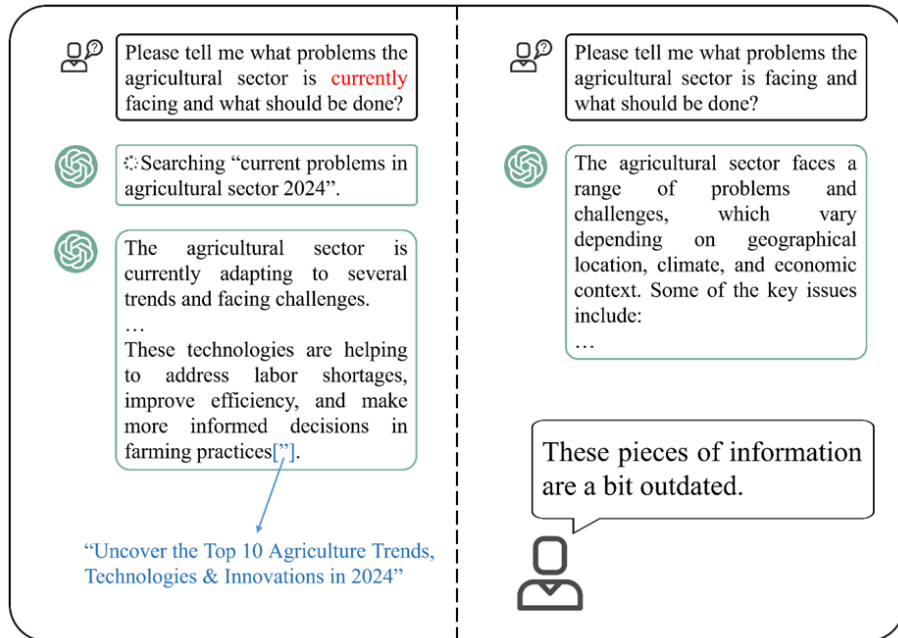 Please tell me what problems the
agricultural sector is currently
facing and what should be done?
Searching “current problems in
agricultural sector 2024”.
The agricultural sector is
currently adapting to several
trends and facing challenges.
…
These technologies are helping
to address labor shortages,
improve efficiency, and make
more informed decisions in
farming practices[”].
“Uncover the Top 10 Agriculture Trends,
Technologies & Innovations in 2024”
Please tell me what problems the
agricultural sector is facing and
what should be done?
The agricultural sector faces a
range of problems and
challenges, which vary
depending on geographical
location, climate, and economic
context. Some of the key issues
include:
…
These pieces of information
are a bit outdated.